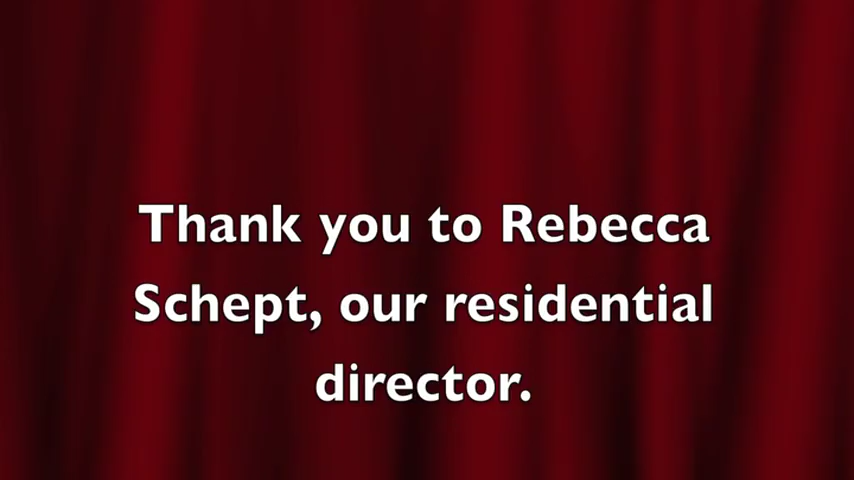 Thank you to Rebecca
Schept, our residential
director.